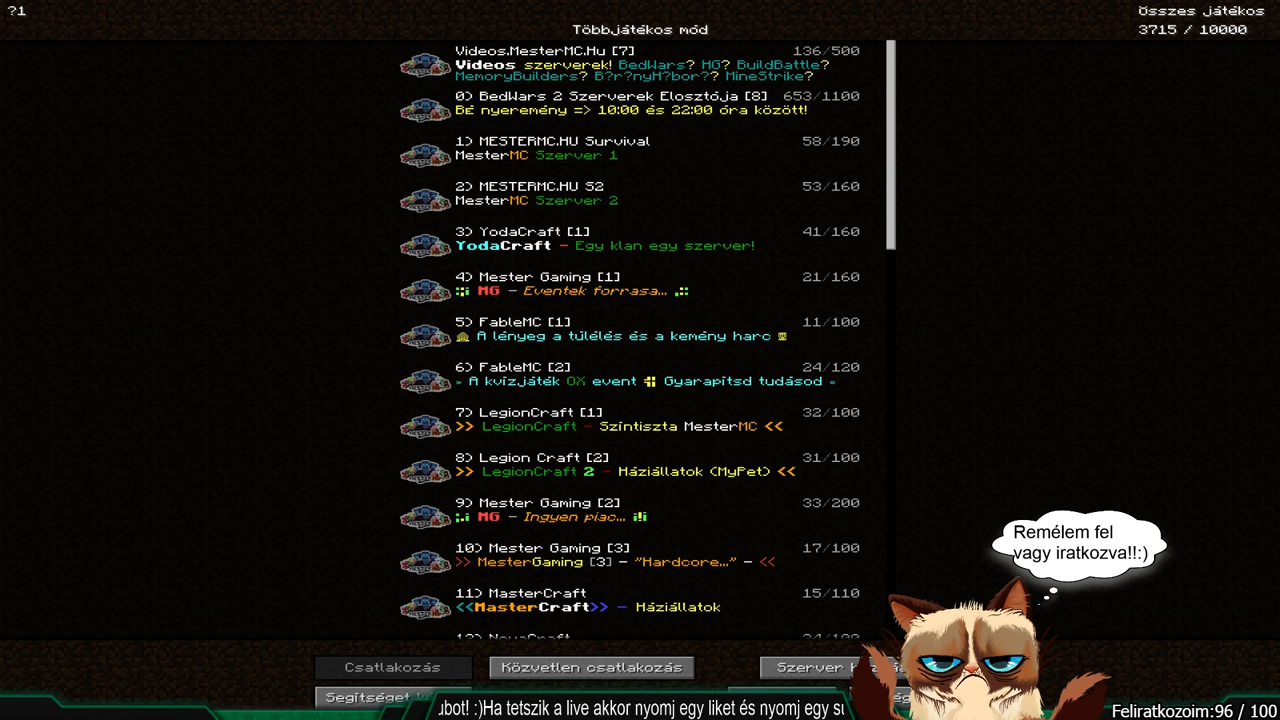 ?1
Összes játékos
3715 / 10000
Többjátékos mód
Videos.MesterMC.Hu [7] 136/500
Videos szerverek! BedWars? HG? BuildBattle?
MemoryBuilders? B?r?nyH?bor?? MineStrike?
0) BedWars 2 Szerverek Elosztója [8] 653/1100
BÉ nyeremény => 10:00 és 22:00 óra között!
1) MESTERMC.HU Survival 58/190
MesterMC Szerver 1
2) MESTERMC.HU S2 53/160
MesterMC Szerver 2
3) YodaCraft [1] 41/160
YodaCraft - Egy klan egy szerver!
4) Mester Gaming [1] 21/160
MG - Eventek forrasa...
5) FableMC [1] 11/100
A lényeg a túlélés és a kemény harc
6) FableMC [2] 24/120
» A kvízjáték OX event Gyarapítsd tudásod «
7) LegionCraft [1] 32/100
>> LegionCraft - Színtiszta MesterMC <<
8) Legion Craft [2] 31/100
>> LegionCraft 2 - Háziállatok (MyPet) <<
9) Mester Gaming [2] 33/200
MG - Ingyen piac...
10) Mester Gaming [3] 17/100
>> MesterGaming [3] - "Hardcore..." - <<
11) MasterCraft 15/110
<<MasterCraft>> - Háziállatok
Remélem fel
vagy iratkozva!!:)
Csatlakozás
Közvetlen csatlakozás
Szerver
Segítséget
ubot! :)Ha tetszik a live akkor nyomj egy liket és nyomj egy su
Feliratkozoim:96 / 100